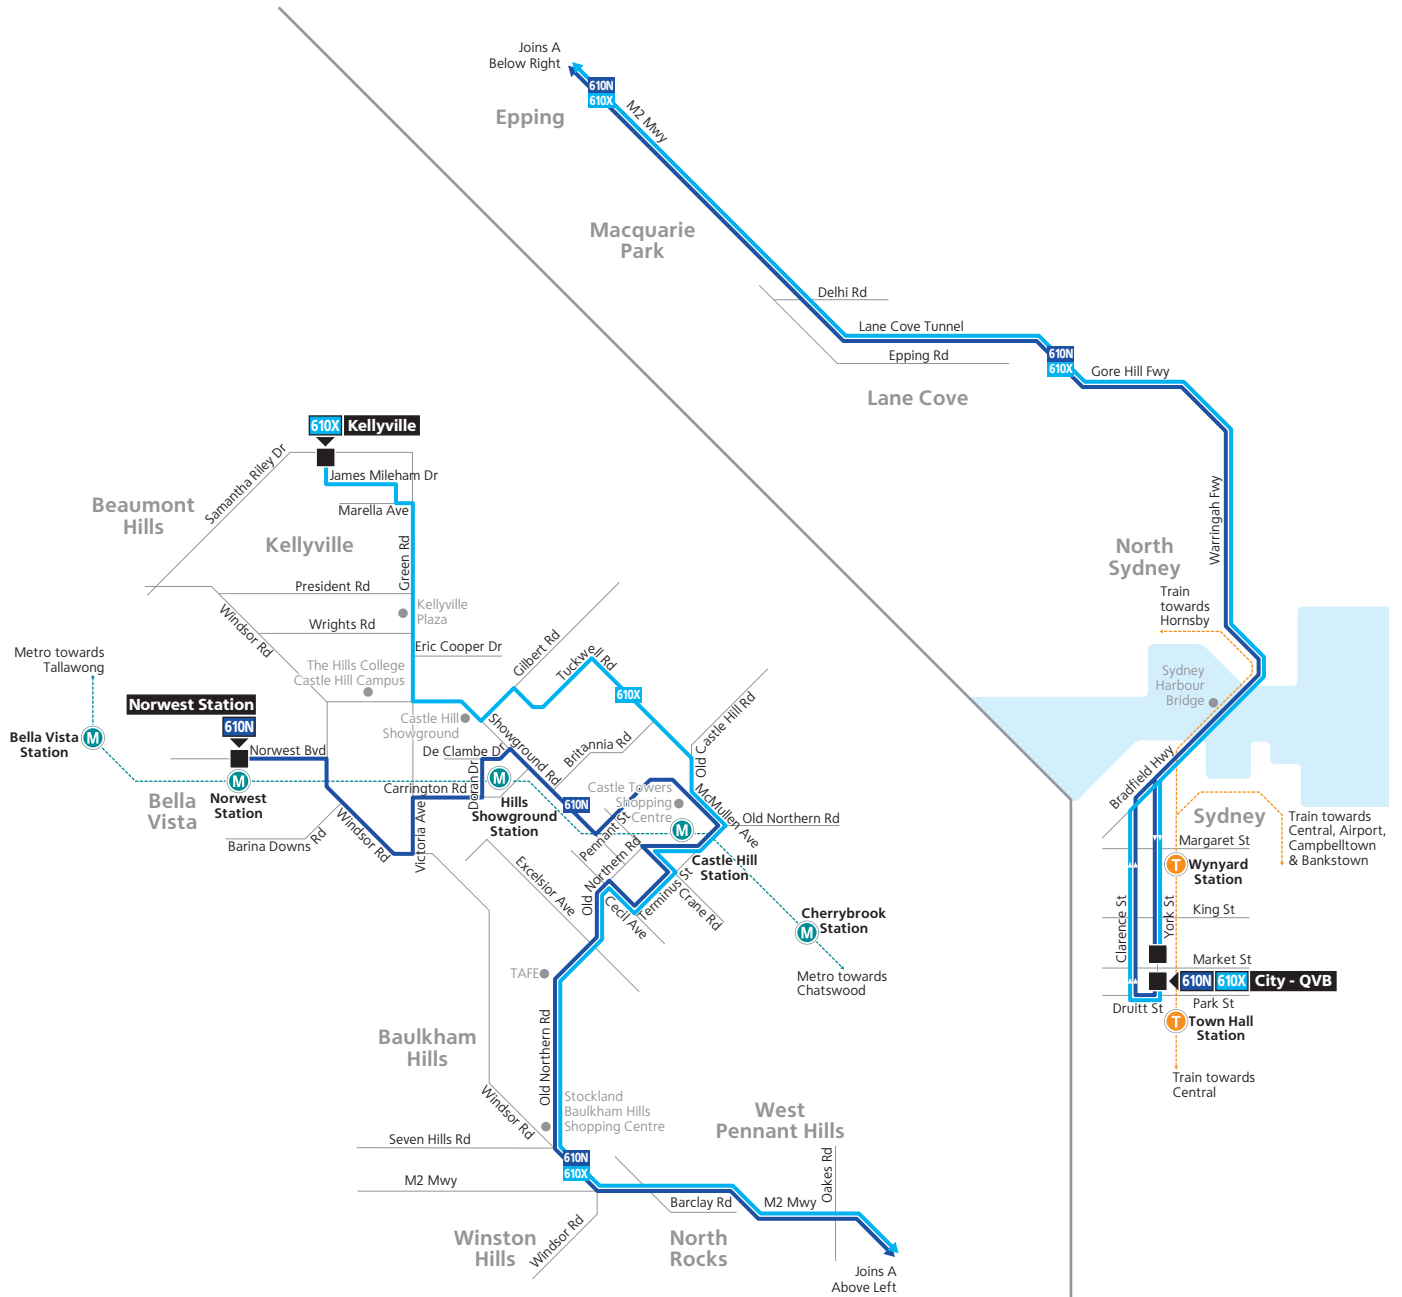 Joins A
Below Right
610N
610X
M2 Mwy
Epping
Macquarie
Park
Delhi Rd
Lane Cove Tunnel
Epping Rd
610N
610X
Gore Hill Fwy
Lane Cove
Warringah Fwy
North
Sydney
Train
towards
Hornsby
Sydney
Harbour
Bridge
Bradfield Hwy
Sydney
Train towards
Central, Airport,
Campbelltown
& Bankstown
Margaret St
T
Wynyard
Station
Clarence St
York St
King St
Market St
610N 610X City - QVB
Park St
Druitt St
T
Town Hall
Station
Train towards
Central
610X Kellyville
Samantha Riley Dr
James Mileham Dr
Marella Ave
Beaumont
Hills
Kellyville
Green Rd
President Rd
Kellyville
Plaza
Windsor Rd
Wrights Rd
Eric Cooper Dr
Gilbert Rd
Tuckwell Rd
Metro towards
Tallawong
The Hills College
Castle Hill Campus
610X
Norwest Station
610N
Castle Hill
Showground
Showground Rd
Old Castle Hill Rd
M
Bella Vista
Station
Norwest Bvd
De Clambe Dr
Britannia Rd
M
Norwest
Station
Carrington Rd
Doran Dr
M
Hills
Showground
Station
610N
Castle Towers
Shopping
Centre
McMullen Ave
Old Northern Rd
Bella
Vista
Windsor Rd
Victoria Ave
Barina Downs Rd
Pennant St
M
Castle Hill
Station
Excelsior Ave
Old Northern Rd
Cecil Ave
Terminus St
Crane Rd
M
Cherrybrook
Station
Metro towards
Chatswood
TAFE
Old Northern Rd
Baulkham
Hills
Windsor Rd
Stockland
Baulkham Hills
Shopping Centre
West
Pennant Hills
Seven Hills Rd
610N
610X
M2 Mwy
Barclay Rd
M2 Mwy
Oakes Rd
Winston
Hills
Windsor Rd
North
Rocks
Joins A
Above Left